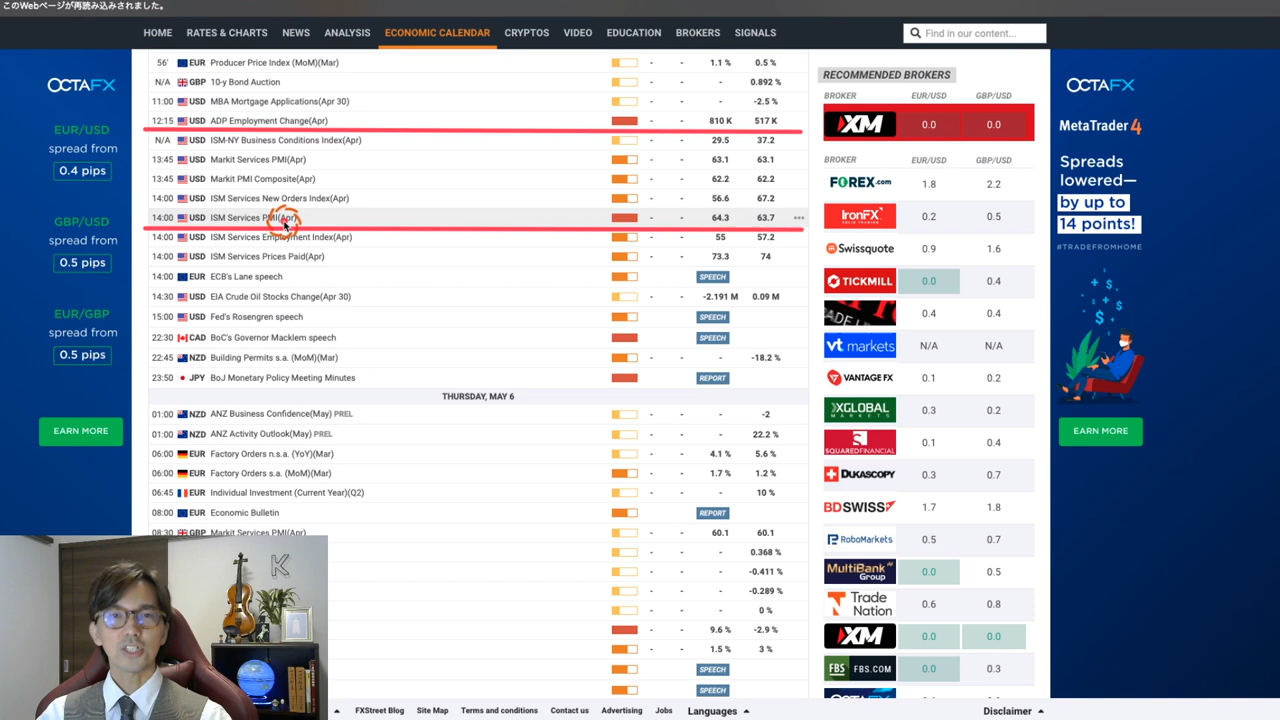 このWebページが再読み込みされました。
HOME RATES & CHARTS NEWS ANALYSIS ECONOMIC CALENDAR CRYPTOS VIDEO EDUCATION BROKERS SIGNALS Find in our content...
56' EUR Producer Price Index (MoM)(Mar) - - 1.1 % 0.5 %
N/A GBP 10-y Bond Auction - - - 0.892 %
11:00 USD MBA Mortgage Applications(Apr 30) - - - -2.5 %
12:15 USD ADP Employment Change(Apr) - - 810 K 517 K
N/A USD ISM-NY Business Conditions Index(Apr) - - 29.5 37.2
13:45 USD Markit Services PMI(Apr) - - 63.1 63.1
13:45 USD Markit PMI Composite(Apr) - - 62.2 62.2
14:00 USD ISM Services New Orders Index(Apr) - - 56.6 67.2
14:00 USD ISM Services PMI(Apr) - - 64.3 63.7
14:00 USD ISM Services Employment Index(Apr) - - 55 57.2
14:00 USD ISM Services Prices Paid(Apr) - - 73.3 74
14:00 EUR ECB's Lane speech SPEECH
14:30 USD EIA Crude Oil Stocks Change(Apr 30) - - -2.191 M 0.09 M
15:00 USD Fed's Rosengren speech SPEECH
22:30 CAD BoC's Governor Macklem speech SPEECH
22:45 NZD Building Permits s.a. (MoM)(Mar) - - - -18.2 %
23:50 JPY BoJ Monetary Policy Meeting Minutes REPORT
THURSDAY, MAY 6
01:00 NZD ANZ Business Confidence(May) PREL - - - -2
01:00 NZD ANZ Activity Outlook(May) PREL - - - 22.2 %
06:00 EUR Factory Orders n.s.a. (YoY)(Mar) - - 4.1 % 5.6 %
06:00 EUR Factory Orders s.a. (MoM)(Mar) - - 1.7 % 1.2 %
06:45 EUR Individual Investment (Current Year)(Q2) - - - 10 %
08:00 EUR Economic Bulletin REPORT
08:30 GBP Markit Services PMI(Apr) - - 60.1 60.1
- - - 0.368 %
- - - -0.411 %
- - - -0.289 %
- - - 0 %
- - 9.6 % -2.9 %
- - 1.5 % 3 %
- - SPEECH
- - SPEECH
OCTAFX
EUR/USD
spread from
0.4 pips
GBP/USD
spread from
0.5 pips
EUR/GBP
spread from
0.5 pips
EARN MORE
RECOMMENDED BROKERS
BROKER EUR/USD GBP/USD
XM 0.0 0.0
BROKER EUR/USD GBP/USD
FOREX.com 1.8 2.2
IRONFX 0.2 0.5
Swissquote 0.9 1.6
TICKMILL 0.0 0.4
0.4 0.4
vt markets N/A N/A
VANTAGE FX 0.1 0.2
XGLOBAL MARKETS 0.3 0.2
SQUAREDFINANCIAL 0.1 0.4
DUKASCOPY 0.3 0.7
BDSWISS 1.7 1.8
ROBOMARKETS 0.5 0.7
MultiBank Group 0.0 0.5
Trade Nation 0.6 0.8
XM 0.0 0.0
FBS FBS.COM 0.0 0.3
OCTAFX
MetaTrader 4
Spreads
lowered—
by up to
14 points!
#TRADEFROMHOME
EARN MORE
K
FXStreet Blog Site Map Terms and conditions Contact us Advertising Jobs Languages Disclaimer